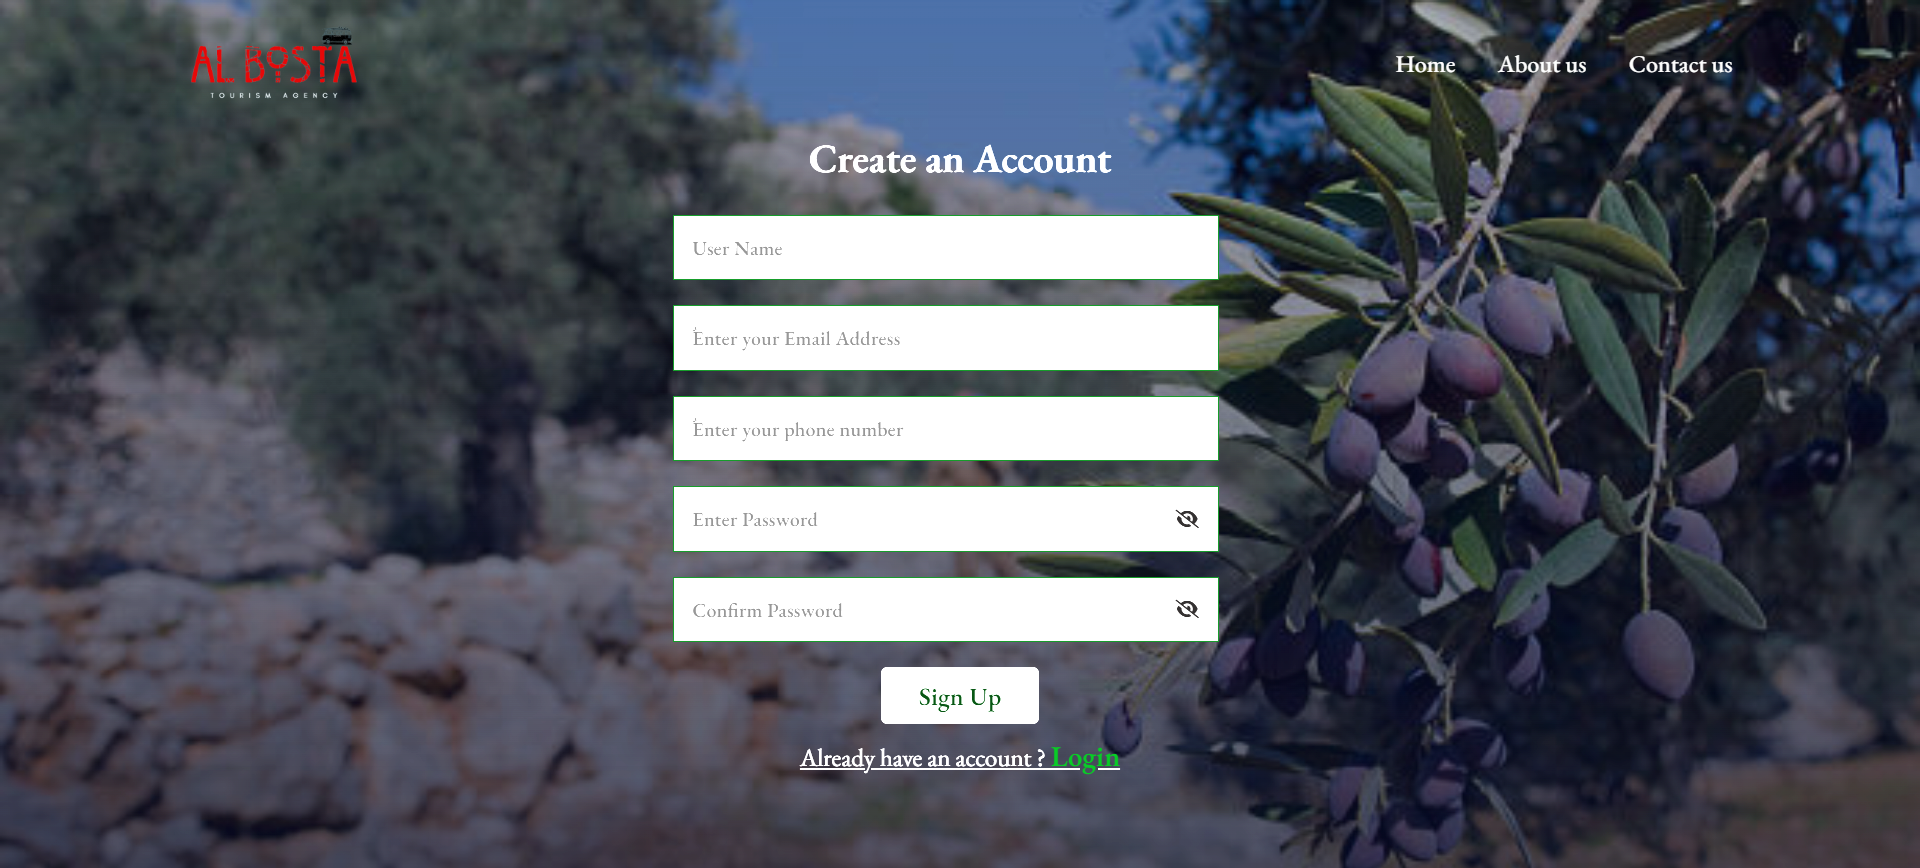 AL BOSTA
TOURISM AGENCY
Home About us Contact us
Create an Account
User Name
Enter your Email Address
Enter your phone number
Enter Password
Confirm Password
Sign Up
Already have an account ? Login